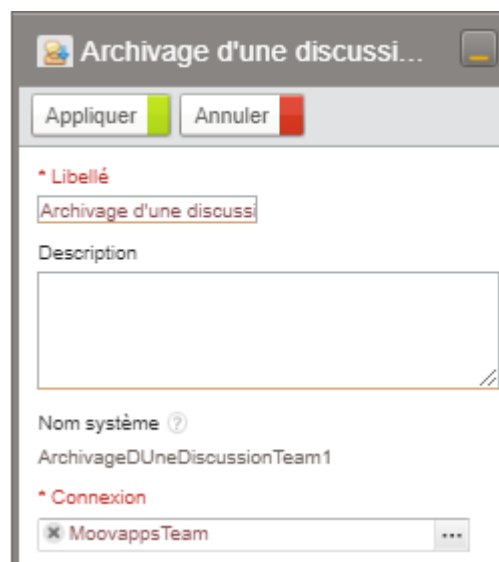 Archivage d'une discussi...
Appliquer Annuler
* Libellé
Archivage d'une discussi
Description
Nom système ?
ArchivageDUneDiscussionTeam1
* Connexion
MoovappsTeam ...